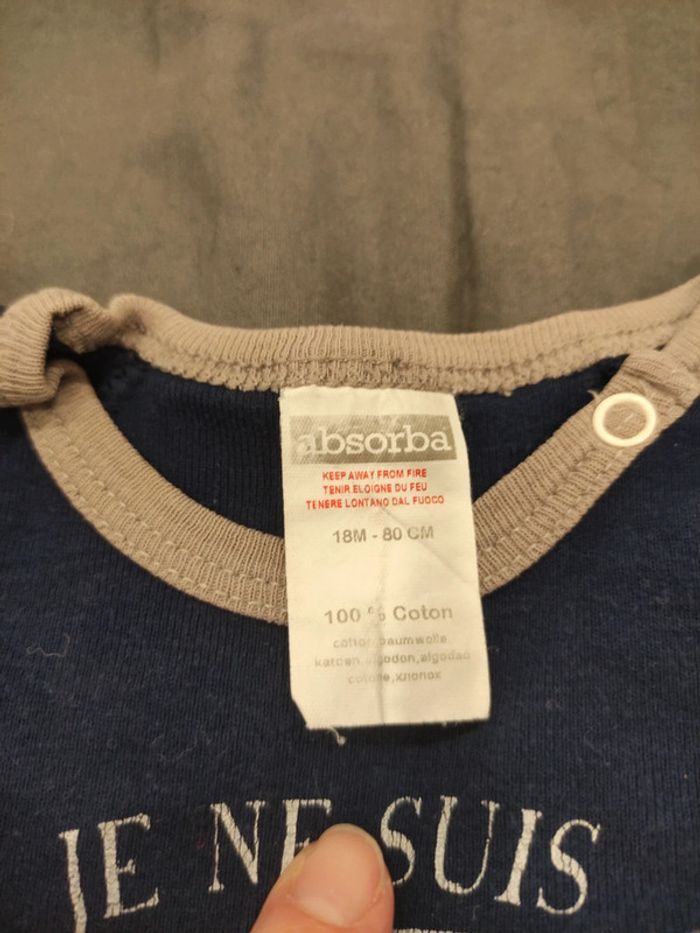 absorba
KEEP AWAY FROM FIRE
TENIR ELOIGNE DU FEU
TENERE LONTANO DAL FUOCO
18M - 80 CM
100 % Coton
cotton,baumwolle,
katoen,algodon,algodao
cotone,хлопок
JE NE SUIS